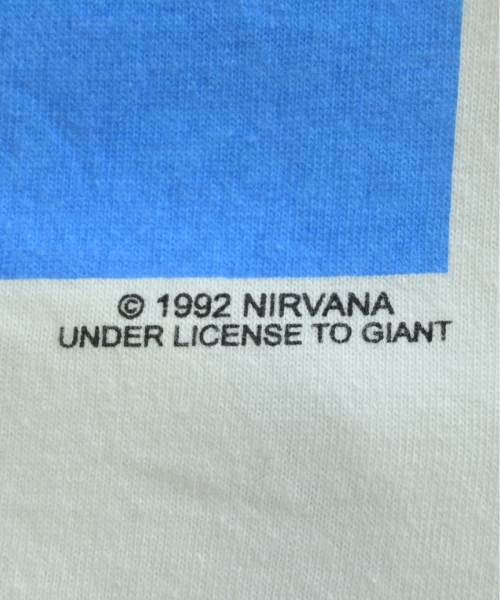 © 1992 NIRVANA
UNDER LICENSE TO GIANT